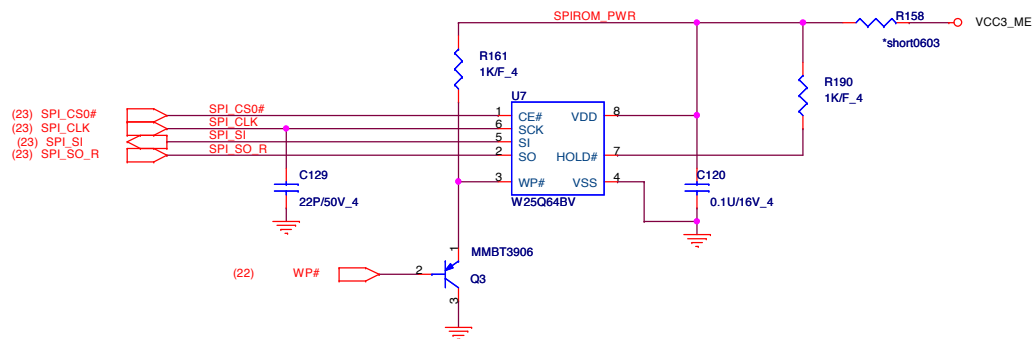 SPIROM_PWR
R158
VCC3_ME
*short0603
R161
1K/F_4
R190
1K/F_4
U7
(23) SPI_CS0# SPI_CS0# 1 CE# VDD 8
(23) SPI_CLK SPI_CLK 6 SCK
(23) SPI_SI SPI_SI 5 SI
(23) SPI_SO_R SPI_SO_R 2 SO HOLD# 7
3 WP# VSS 4
W25Q64BV
C129
22P/50V_4
C120
0.1U/16V_4
1
MMBT3906
(22) WP# 2
Q3
3